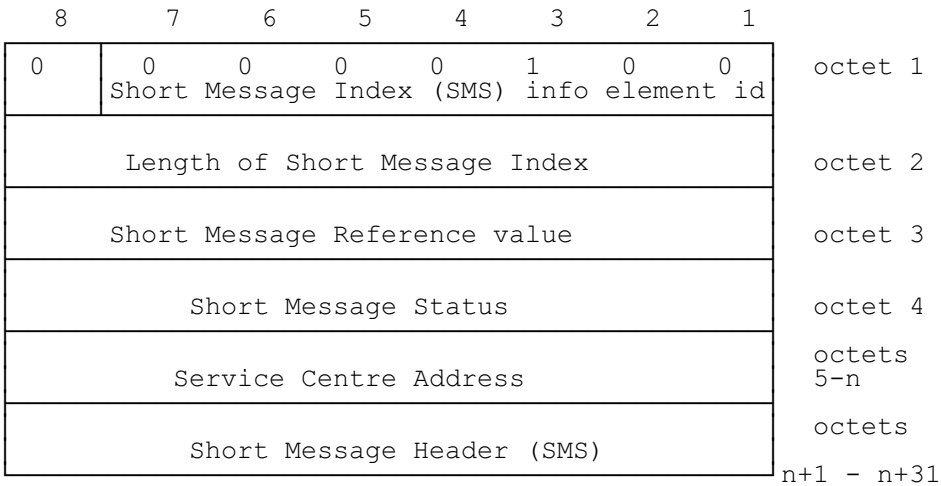 8 7 6 5 4 3 2 1
0 0 0 0 0 1 0 0 octet 1
Short Message Index (SMS) info element id
Length of Short Message Index octet 2
Short Message Reference value octet 3
Short Message Status octet 4
octets
Service Centre Address 5-n
octets
Short Message Header (SMS)
n+1 - n+31